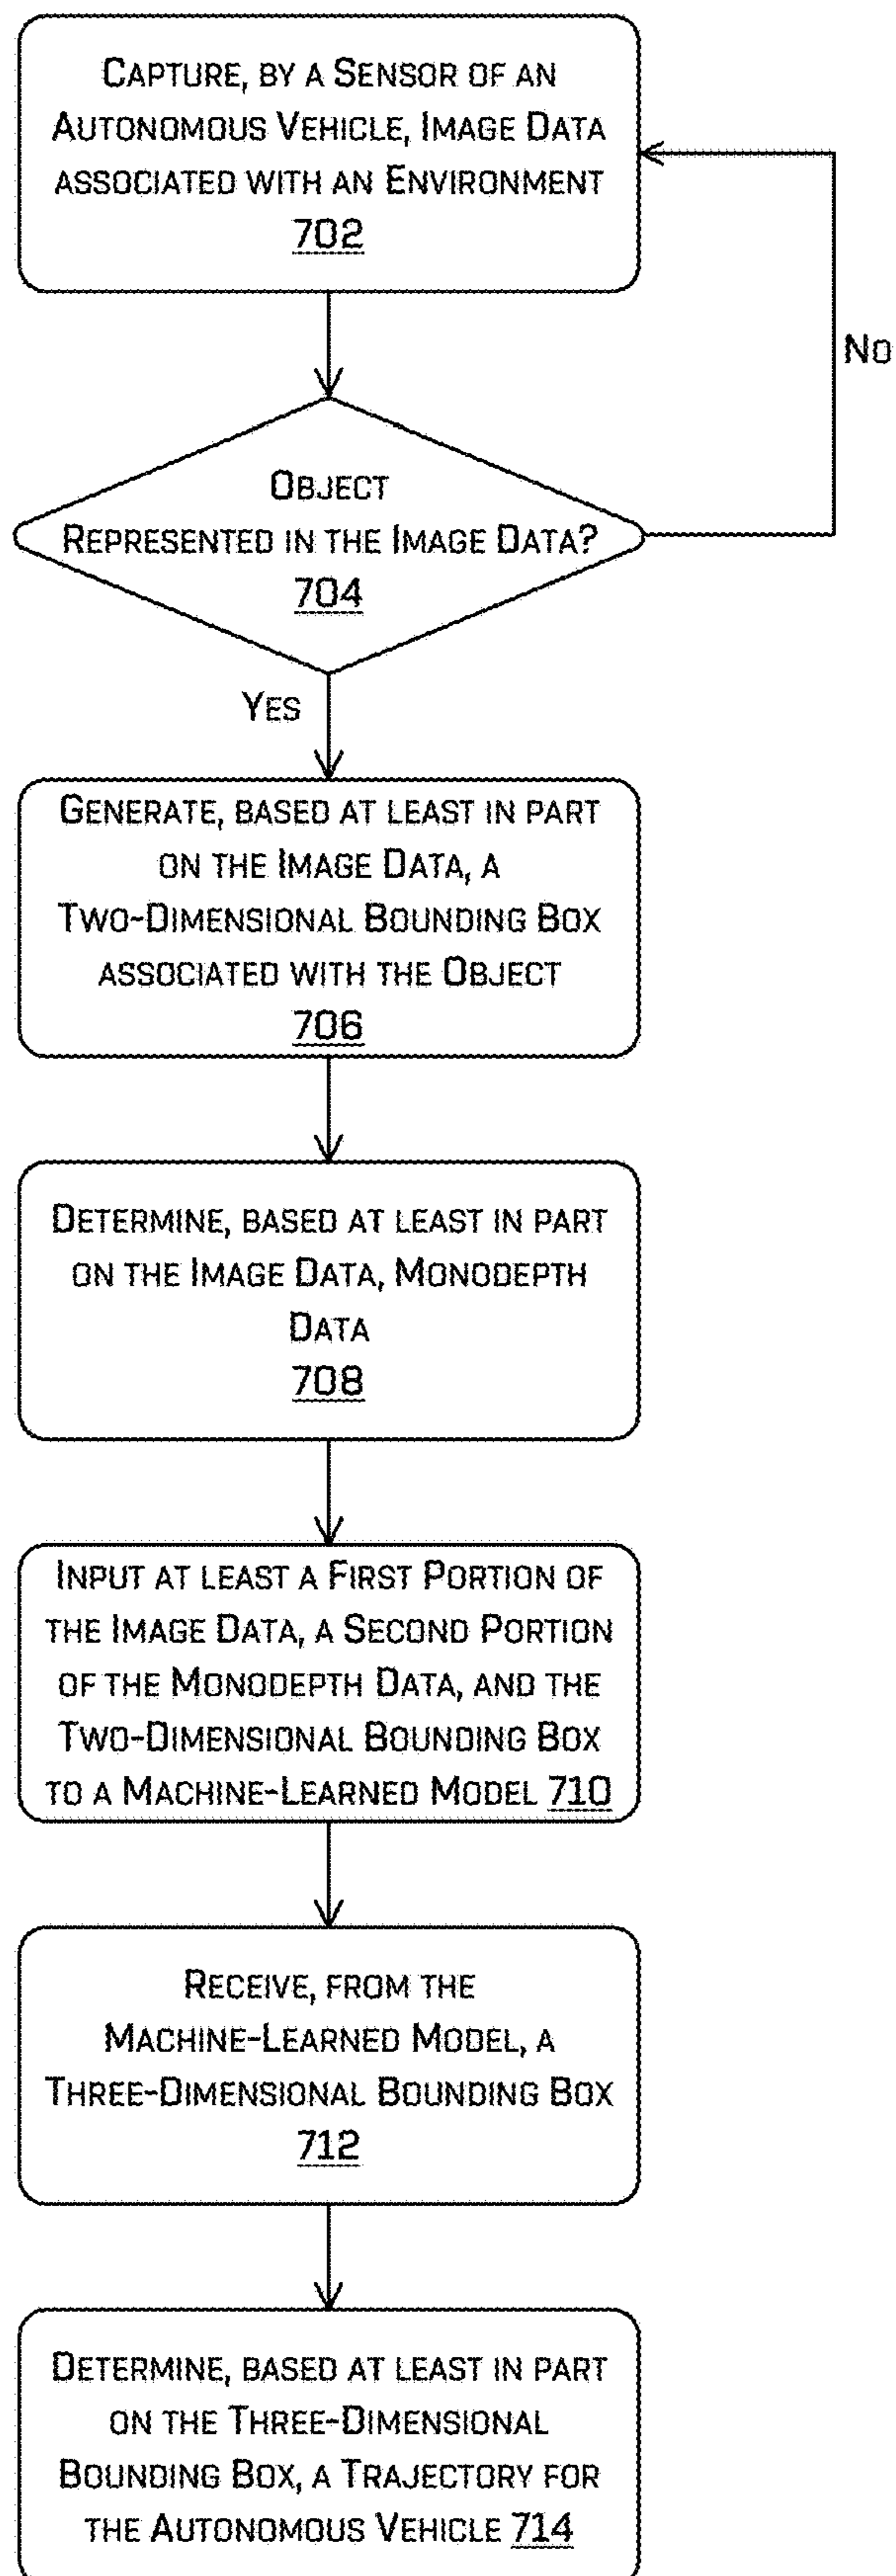 CAPTURE, BY A SENSOR OF AN
AUTONOMOUS VEHICLE, IMAGE DATA
ASSOCIATED WITH AN ENVIRONMENT
702
NO
OBJECT
REPRESENTED IN THE IMAGE DATA?
704
YES
GENERATE, BASED AT LEAST IN PART
ON THE IMAGE DATA, A
TWO-DIMENSIONAL BOUNDING BOX
ASSOCIATED WITH THE OBJECT
706
DETERMINE, BASED AT LEAST IN PART
ON THE IMAGE DATA, MONODEPTH
DATA
708
INPUT AT LEAST A FIRST PORTION OF
THE IMAGE DATA, A SECOND PORTION
OF THE MONODEPTH DATA, AND THE
TWO-DIMENSIONAL BOUNDING BOX
TO A MACHINE-LEARNED MODEL 710
RECEIVE, FROM THE
MACHINE-LEARNED MODEL, A
THREE-DIMENSIONAL BOUNDING BOX
712
DETERMINE, BASED AT LEAST IN PART
ON THE THREE-DIMENSIONAL
BOUNDING BOX, A TRAJECTORY FOR
THE AUTONOMOUS VEHICLE 714